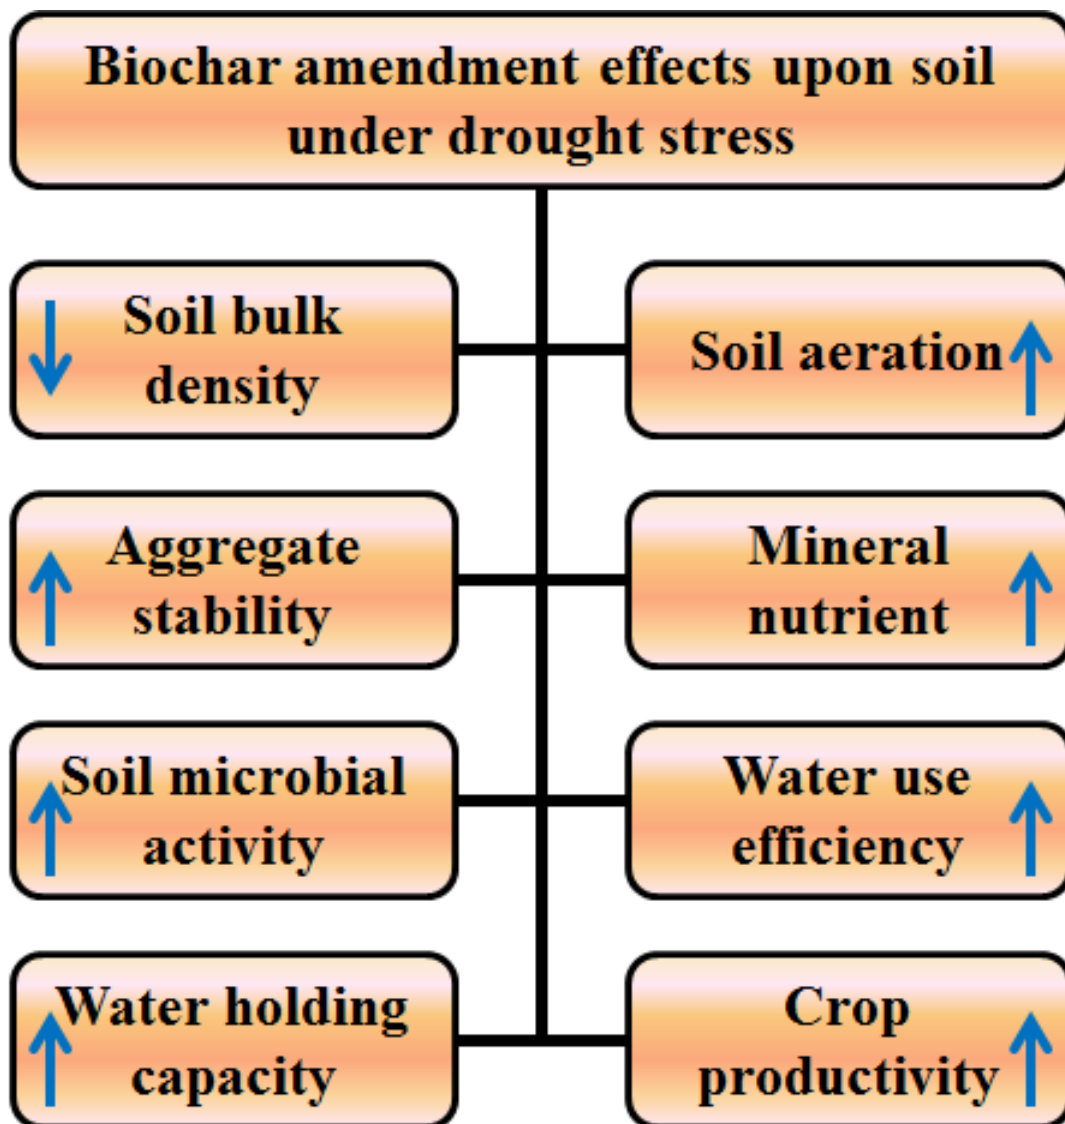 Biochar amendment effects upon soil
under drought stress
Soil bulk
density
Soil aeration
Aggregate
stability
Mineral
nutrient
Soil microbial
activity
Water use
efficiency
Water holding
capacity
Crop
productivity